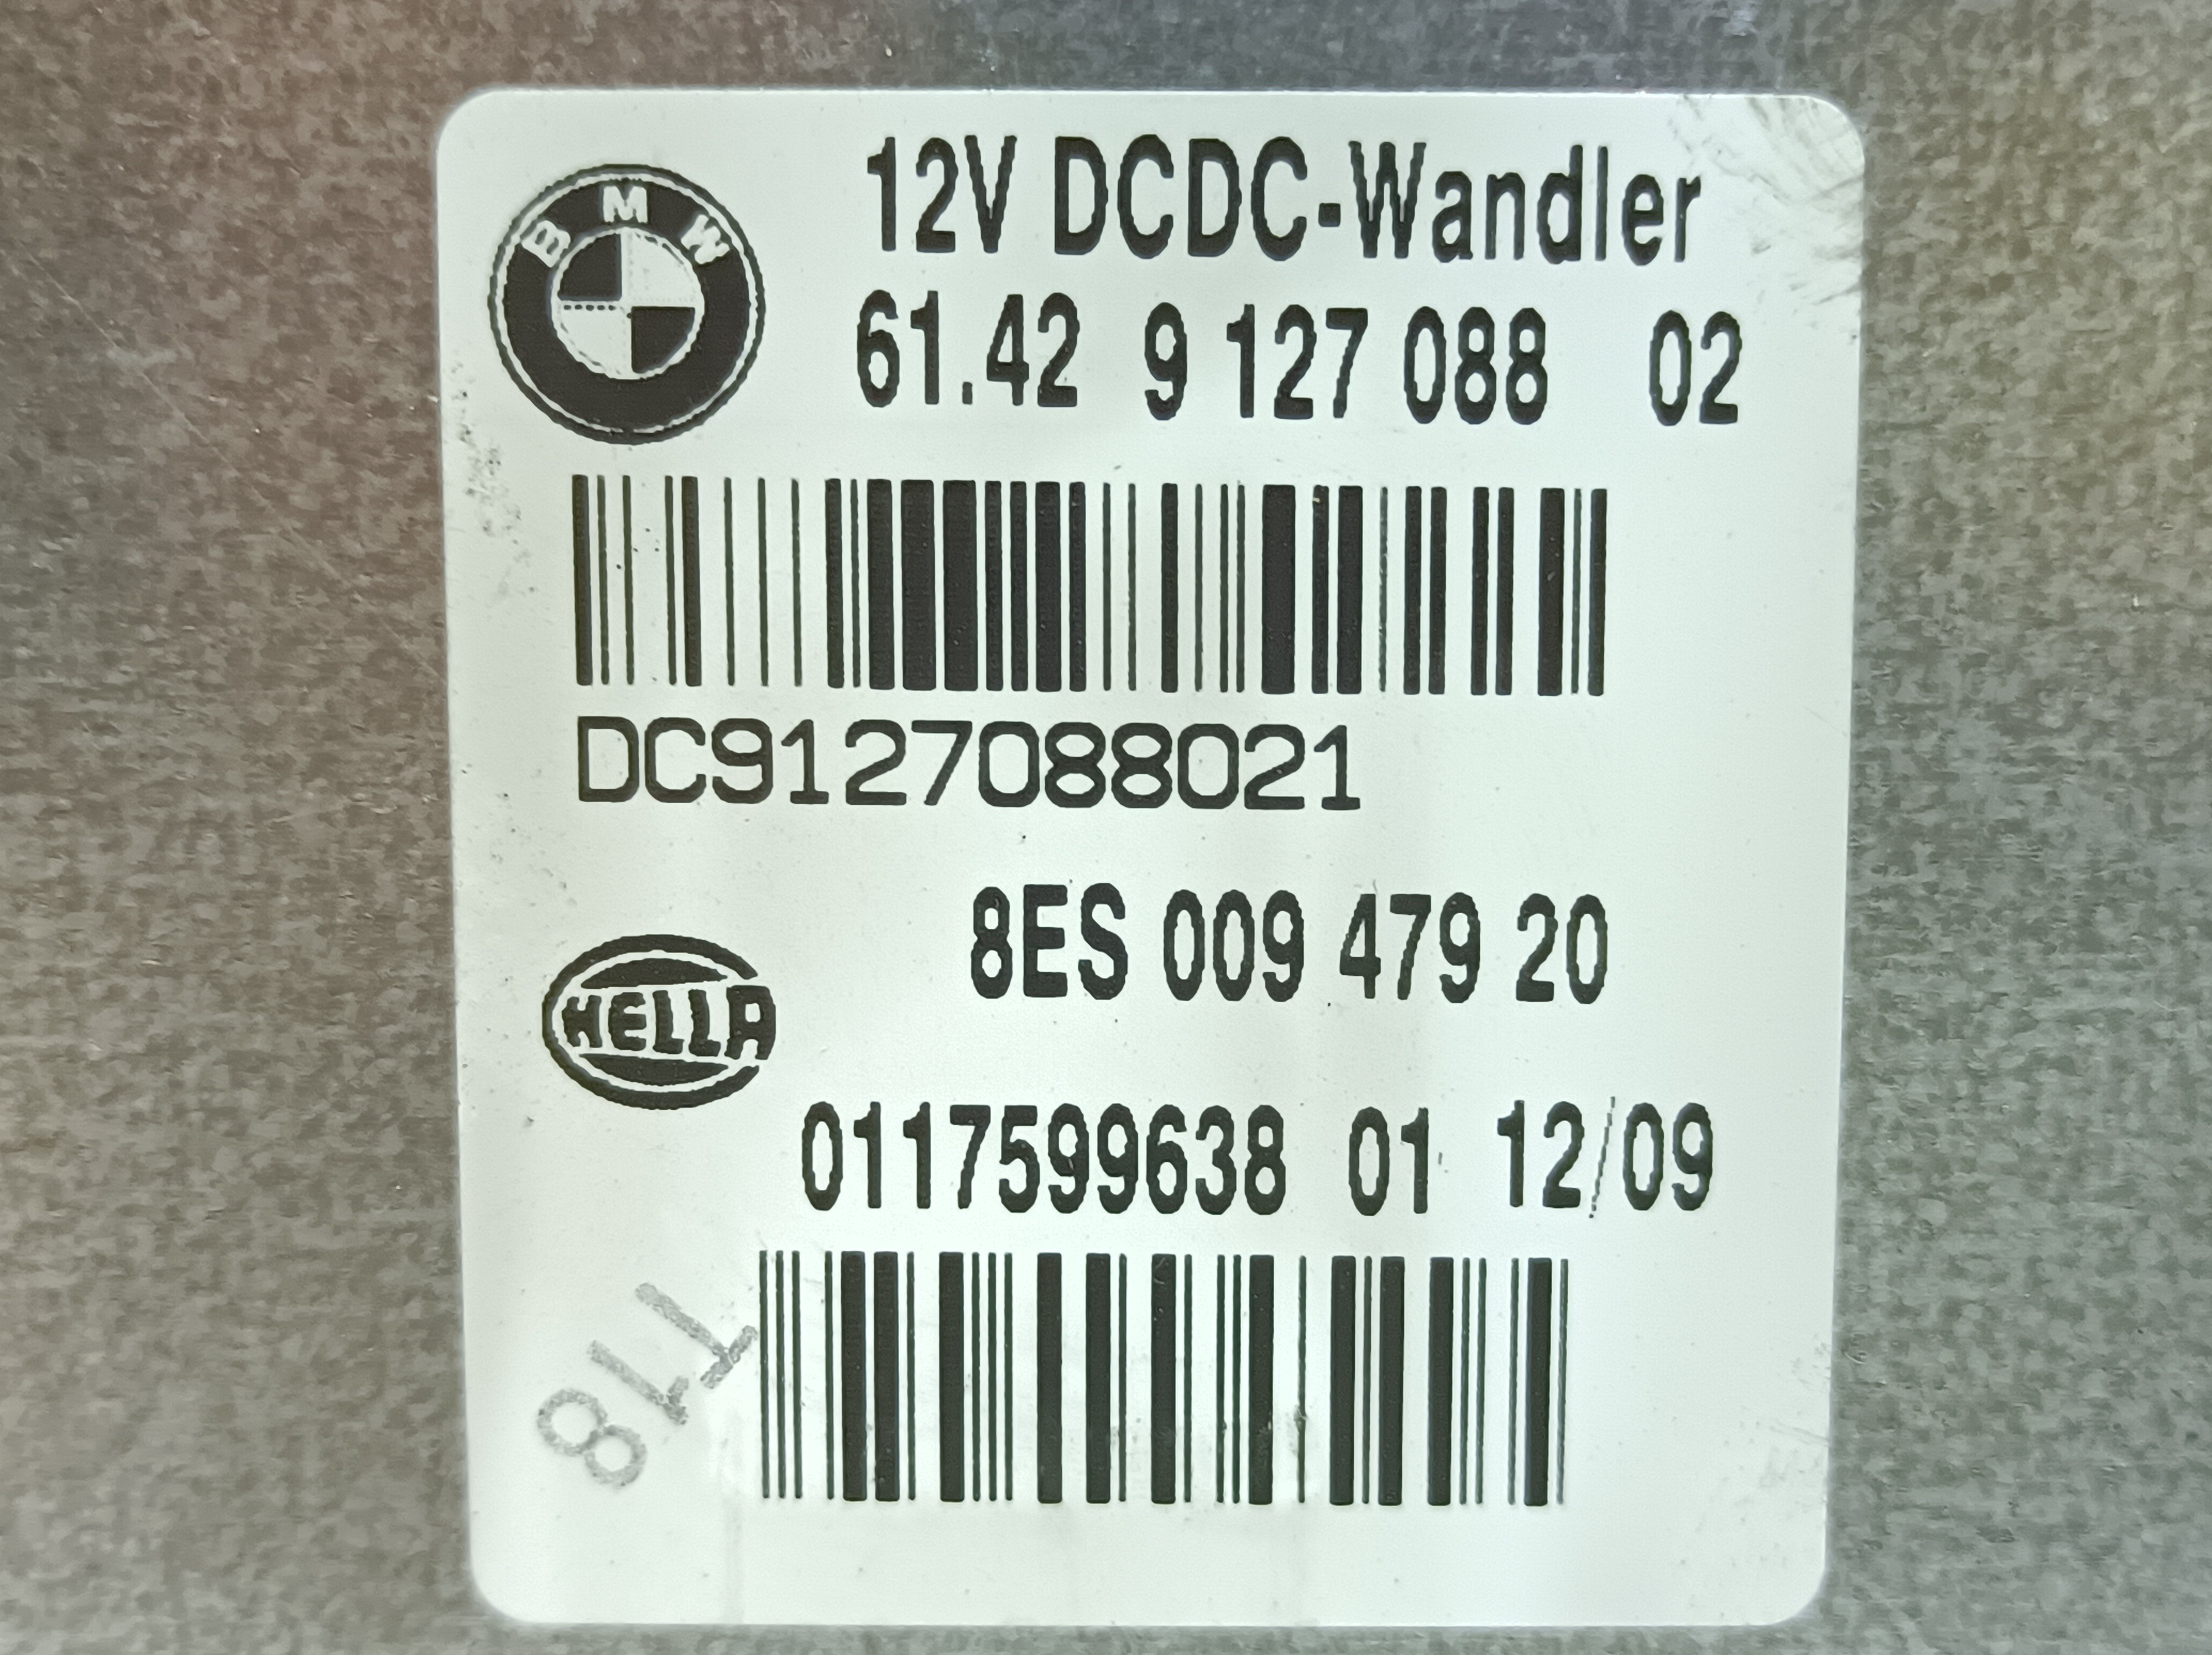 BMW
12V DCDC-Wandler
61.42 9 127 088 02
DC9127088021
8ES 009 479 20
HELLA
0117599638 01 12/09
118